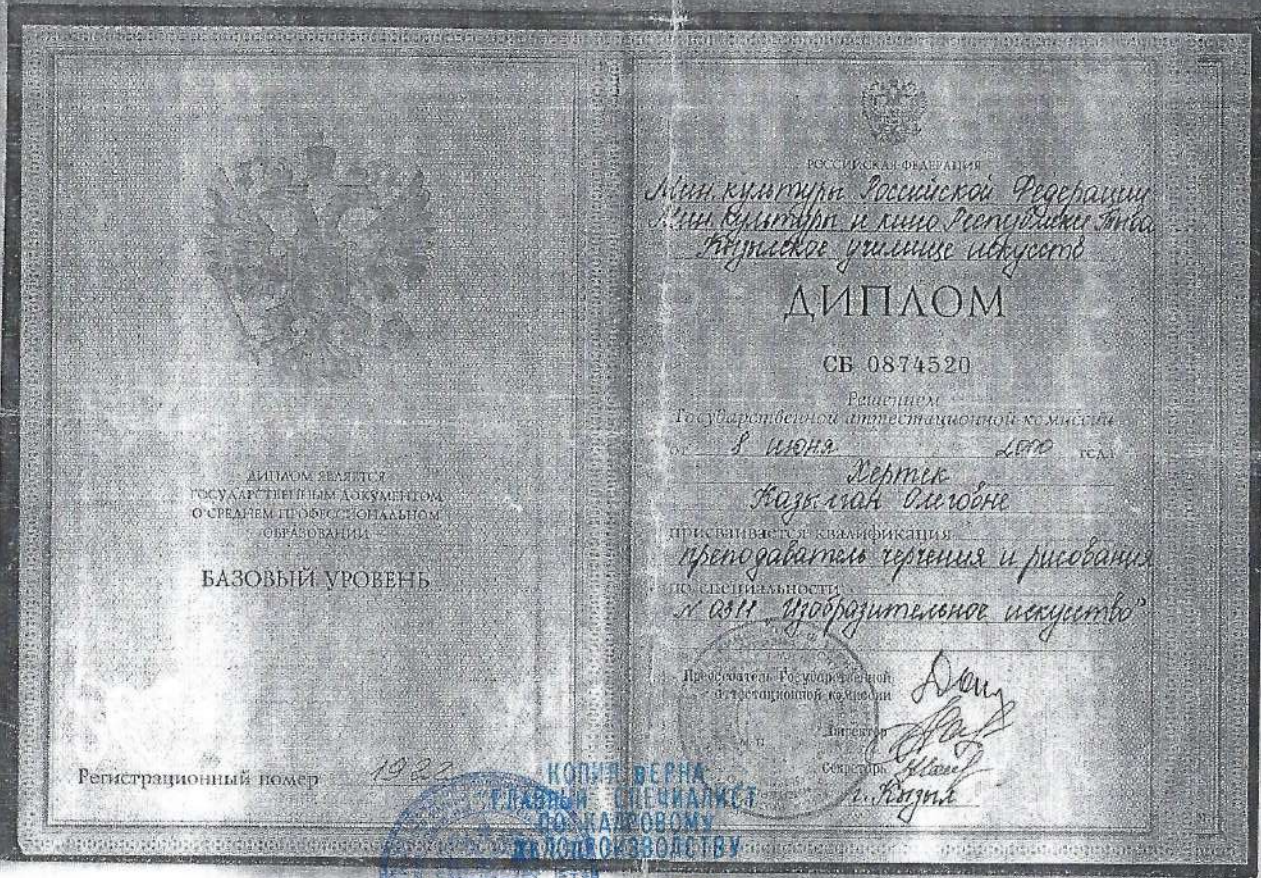 ДИПЛОМ ЯВЛЯЕТСЯ
ГОСУДАРСТВЕННЫМ ДОКУМЕНТОМ
О СРЕДНЕМ ПРОФЕССИОНАЛЬНОМ
ОБРАЗОВАНИИ
БАЗОВЫЙ УРОВЕНЬ
Регистрационный номер 1922
РОССИЙСКАЯ ФЕДЕРАЦИЯ
Мин. культуры Российской Федерации
Мин. культуры и кино Республики Тыва
Кызылское училище искусств
ДИПЛОМ
СБ 0874520
Решением
Государственной аттестационной комиссии
от 8 июня 2000 года
Хертек
Олеговне
присваивается квалификация
преподаватель черчения и рисования
по специальности
№ 0311 „Изобразительное искусство"
Председатель Государственной
аттестационной комиссии
Директор
Секретарь
г. Кызыл
КОПИЯ ВЕРНА
ГЛАВНЫЙ СПЕЦИАЛИСТ
ПО КАДРОВОМУ
ДЕЛОПРОИЗВОДСТВУ